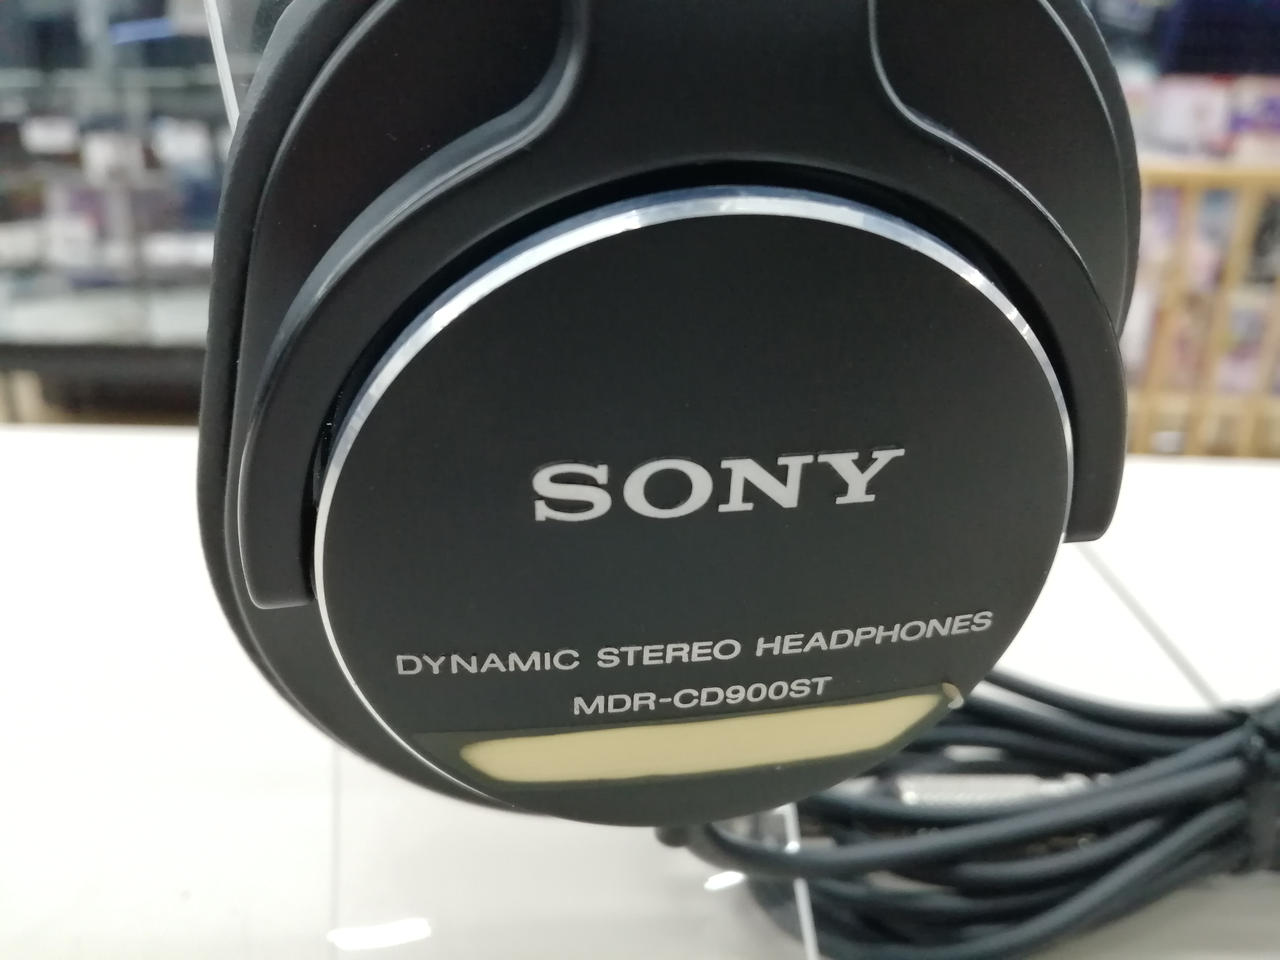 SONY
DYNAMIC STEREO HEADPHONES
MDR-CD900ST